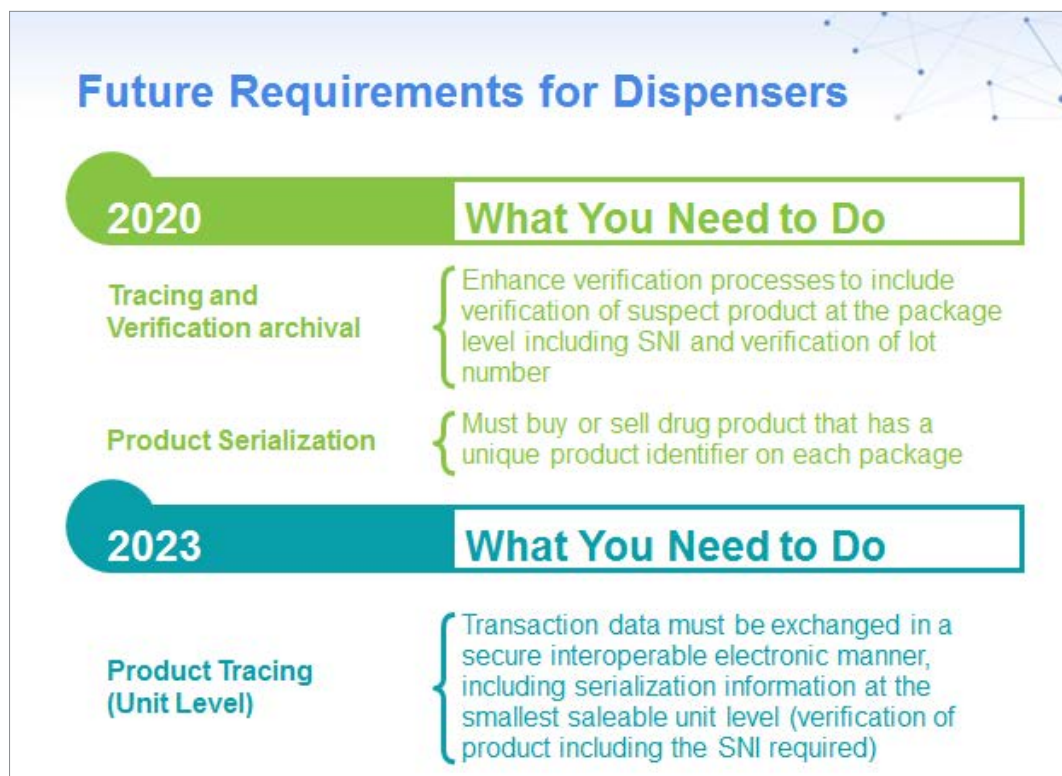 Future Requirements for Dispensers
2020
What You Need to Do
Tracing and
Verification archival
Enhance verification processes to include
verification of suspect product at the package
level including SNI and verification of lot
number
Product Serialization
Must buy or sell drug product that has a
unique product identifier on each package
2023
What You Need to Do
Product Tracing
(Unit Level)
Transaction data must be exchanged in a
secure interoperable electronic manner,
including serialization information at the
smallest saleable unit level (verification of
product including the SNI required)